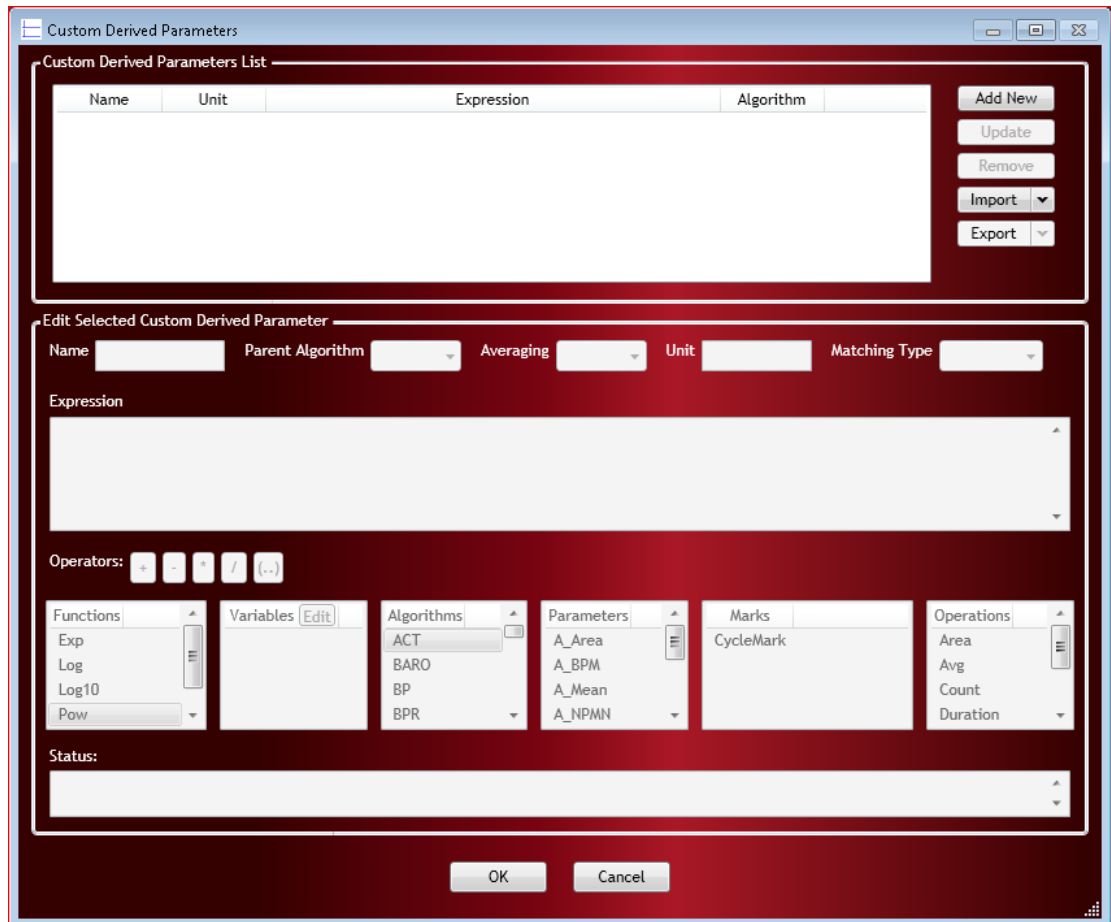 Custom Derived Parameters
Custom Derived Parameters List
Name Unit Expression Algorithm
Add New
Update
Remove
Import
Export
Edit Selected Custom Derived Parameter
Name Parent Algorithm Averaging Unit Matching Type
Expression
Operators: + - * / (..)
Functions
Exp
Log
Log10
Pow
Variables Edit
Algorithms
ACT
BARO
BP
BPR
Parameters
A_Area
A_BPM
A_Mean
A_NPMN
Marks
CycleMark
Operations
Area
Avg
Count
Duration
Status:
OK Cancel